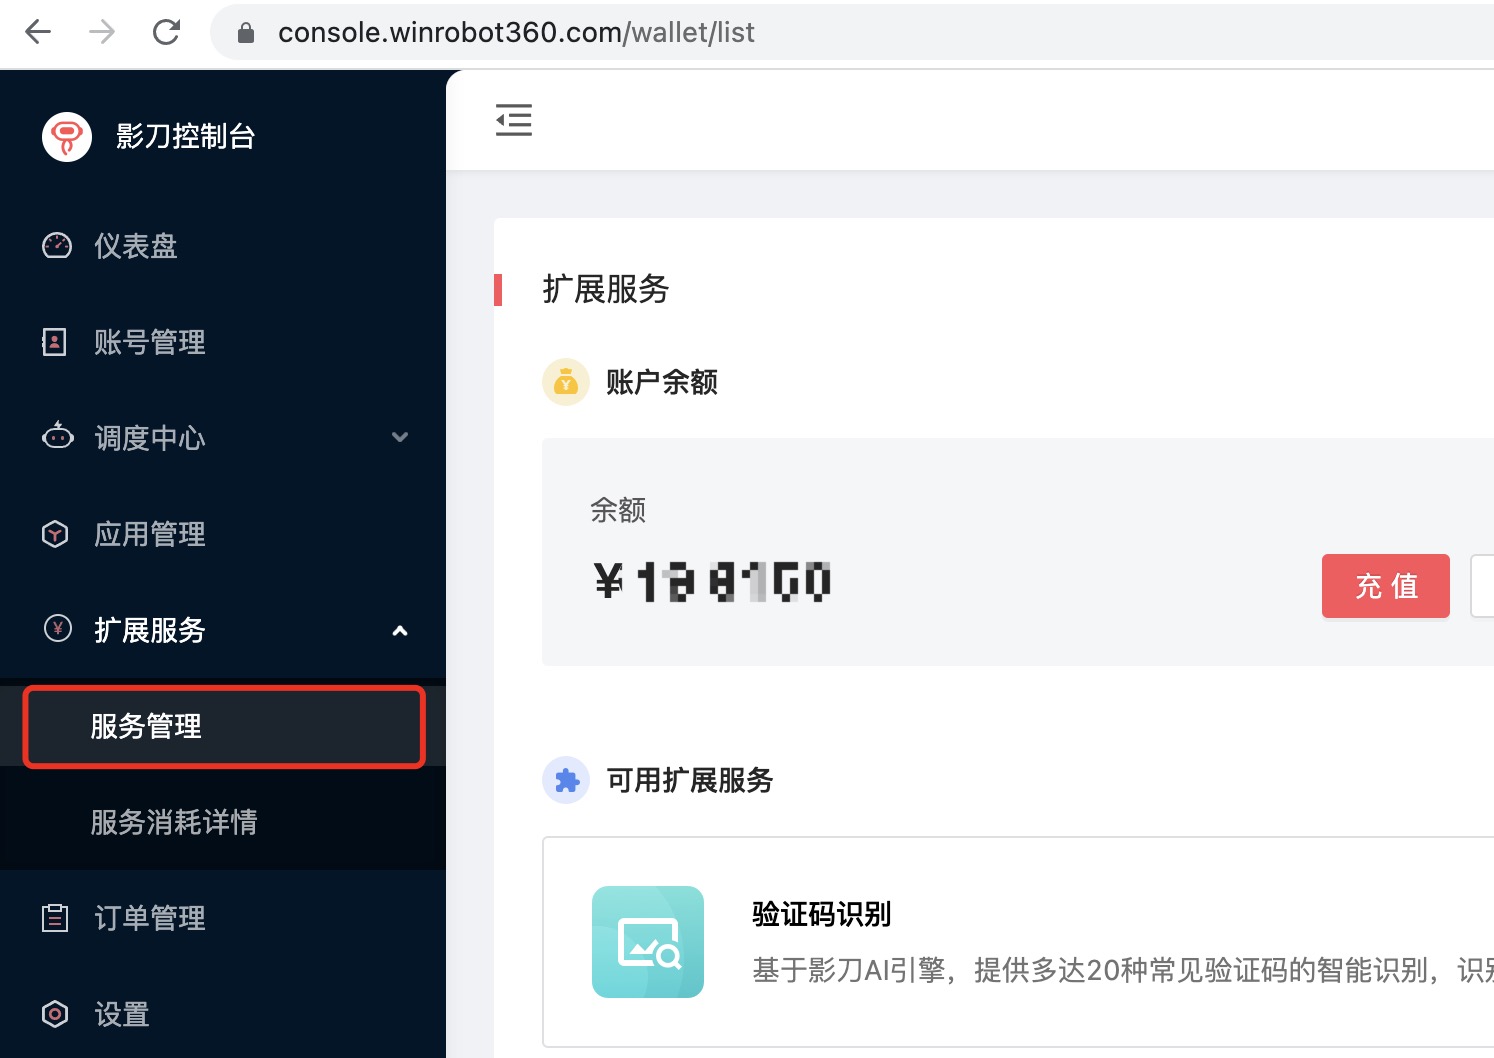 console.winrobot360.com/wallet/list
影刀控制台
仪表盘
账号管理
调度中心
应用管理
扩展服务
服务管理
服务消耗详情
订单管理
设置
扩展服务
账户余额
余额
¥
充值
可用扩展服务
验证码识别
基于影刀AI引擎，提供多达20种常见验证码的智能识别，识